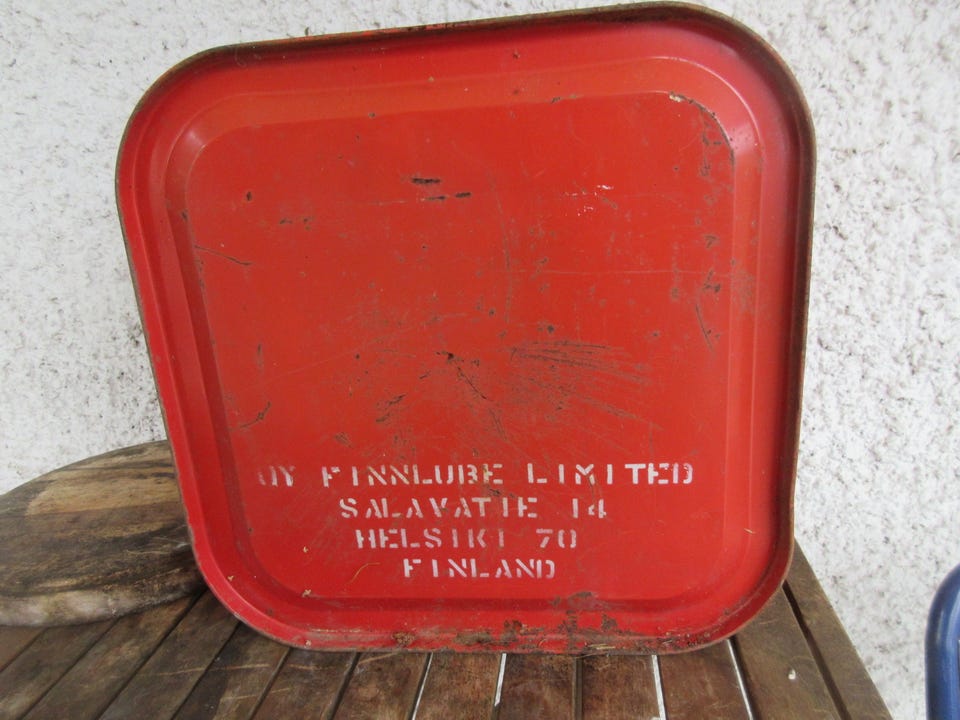 OY FINNLUBE LIMITED
SALAVATIE 14
HELSIKI 70
FINLAND